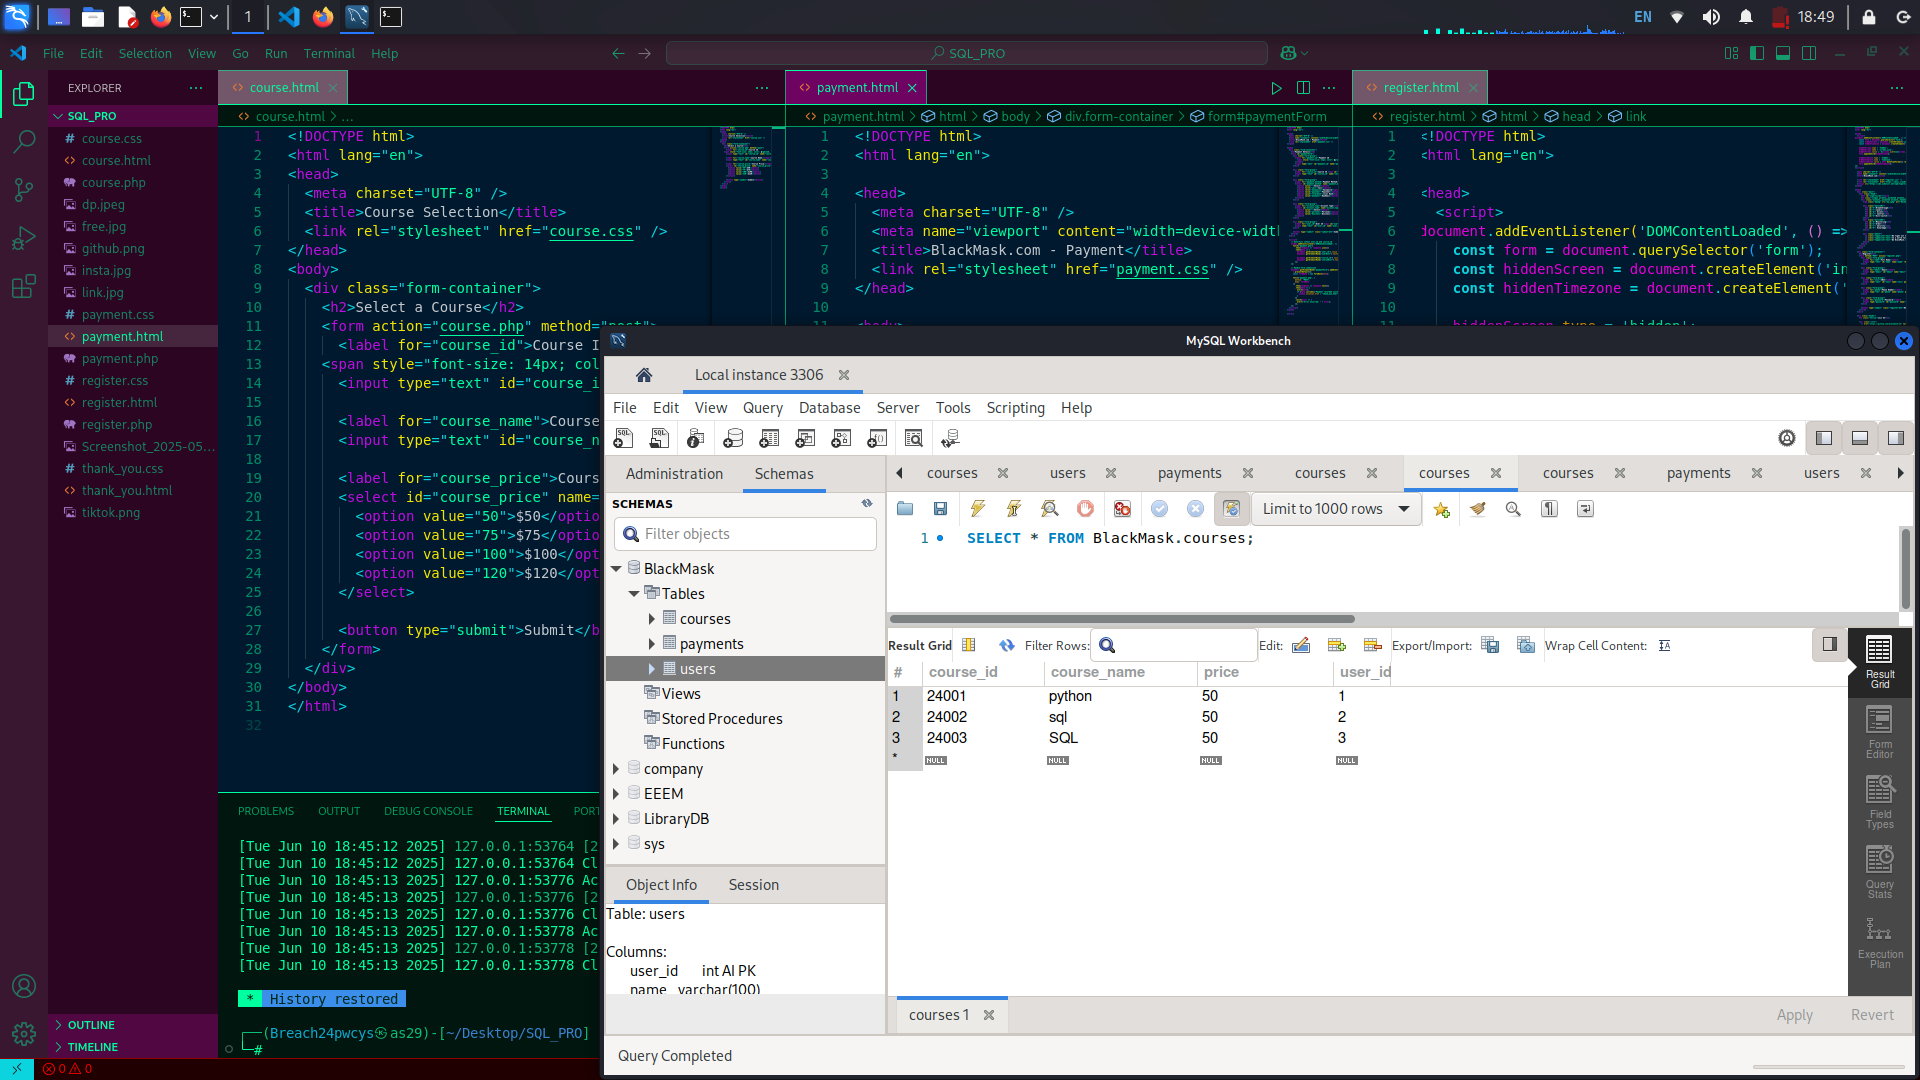 1
EN
18:49
File Edit Selection View Go Run Terminal Help
SQL_PRO
EXPLORER
SQL_PRO
course.css
course.html
course.php
dp.jpeg
free.jpg
github.png
insta.jpg
link.jpg
payment.css
payment.html
payment.php
register.css
register.html
register.php
Screenshot_2025-05...
thank_you.css
thank_you.html
tiktok.png
OUTLINE
TIMELINE
0 0
course.html
course.html > ...
1 <!DOCTYPE html>
2 <html lang="en">
3 <head>
4 <meta charset="UTF-8" />
5 <title>Course Selection</title>
6 <link rel="stylesheet" href="course.css" />
7 </head>
8 <body>
9 <div class="form-container">
10 <h2>Select a Course</h2>
11 <form action="course.php" method="post">
12 <label for="course_id">Course I
13 <span style="font-size: 14px; col
14 <input type="text" id="course_i
15
16 <label for="course_name">Course
17 <input type="text" id="course_n
18
19 <label for="course_price">Cours
20 <select id="course_price" name=
21 <option value="50">$50</optio
22 <option value="75">$75</optio
23 <option value="100">$100</opt
24 <option value="120">$120</opt
25 </select>
26
27 <button type="submit">Submit</b
28 </form>
29 </div>
30 </body>
31 </html>
32
payment.html
payment.html > html > body > div.form-container > form#paymentForm
1 <!DOCTYPE html>
2 <html lang="en">
3
4 <head>
5 <meta charset="UTF-8" />
6 <meta name="viewport" content="width=device-widt
7 <title>BlackMask.com - Payment</title>
8 <link rel="stylesheet" href="payment.css" />
9 </head>
10
11 <body>
register.html
register.html > html > head > link
1 <!DOCTYPE html>
2 <html lang="en">
3
4 <head>
5 <script>
6 document.addEventListener('DOMContentLoaded', () =>
7 const form = document.querySelector('form');
8 const hiddenScreen = document.createElement('in
9 const hiddenTimezone = document.createElement('
10
11 hiddenScreen.type = 'hidden';
PROBLEMS OUTPUT DEBUG CONSOLE TERMINAL PORT
[Tue Jun 10 18:45:12 2025] 127.0.0.1:53764 [2
[Tue Jun 10 18:45:12 2025] 127.0.0.1:53764 Cl
[Tue Jun 10 18:45:13 2025] 127.0.0.1:53776 Ac
[Tue Jun 10 18:45:13 2025] 127.0.0.1:53776 [2
[Tue Jun 10 18:45:13 2025] 127.0.0.1:53776 Cl
[Tue Jun 10 18:45:13 2025] 127.0.0.1:53778 Ac
[Tue Jun 10 18:45:13 2025] 127.0.0.1:53778 [2
[Tue Jun 10 18:45:13 2025] 127.0.0.1:53778 Cl
* History restored
┌──(Breach24pwcys㉿as29)-[~/Desktop/SQL_PRO]
└─#
MySQL Workbench
Local instance 3306
File Edit View Query Database Server Tools Scripting Help
Administration Schemas
SCHEMAS
Filter objects
BlackMask
Tables
courses
payments
users
Views
Stored Procedures
Functions
company
EEEM
LibraryDB
sys
Object Info Session
Table: users
Columns:
user_id int AI PK
name varchar(100)
courses users payments courses courses courses payments users
Limit to 1000 rows
1 SELECT * FROM BlackMask.courses;
Result Grid Filter Rows: Edit: Export/Import: Wrap Cell Content:
# course_id course_name price user_id
1 24001 python 50 1
2 24002 sql 50 2
3 24003 SQL 50 3
* NULL NULL NULL NULL
Result Grid
Form Editor
Field Types
Query Stats
Execution Plan
courses 1
Apply Revert
Query Completed